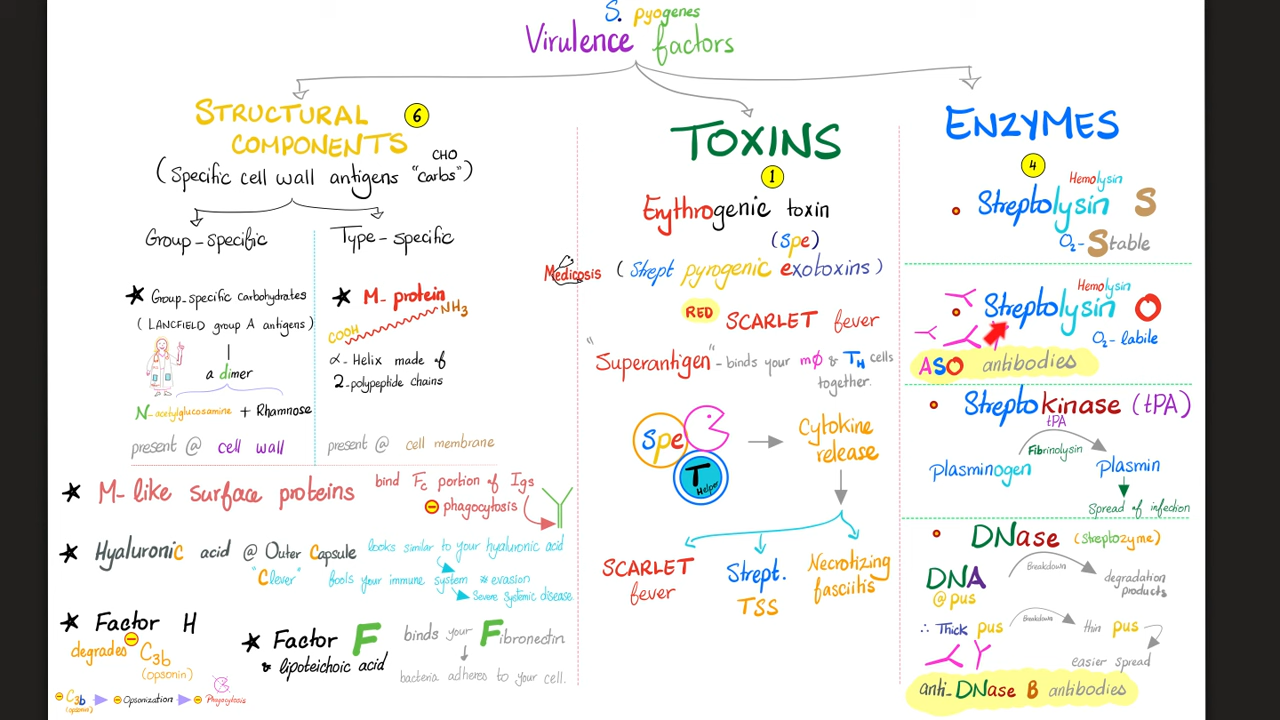 S. pyogenes
Virulence factors
STRUCTURAL 6
COMPONENTS
(Specific cell wall antigens "carbs")
CHO
Group-specific
Type-specific
★ Group-specific Carbohydrates
(LANCFIELD group A antigens)
a dimer
N-acetylglucosamine + Rhamnose
present @ cell wall
★ M-protein
COOH NH3
α-Helix made of
2-polypeptide chains
present @ cell membrane
★ M-like surface proteins
bind Fc portion of Igs
⊖ phagocytosis
★ Hyaluronic acid @ Outer Capsule
"Clever"
looks similar to your hyaluronic acid
fools your immune system * evasion
Severe systemic disease
★ Factor H
degrades ⊖ C3b
(opsonin)
⊖ C3b ⊖ Opsonization ⊖ Phagocytosis
(opsonin)
★ Factor F
& lipoteichoic acid
binds your Fibronectin
bacteria adheres to your cell.
TOXINS
1
Erythrogenic toxin
(Spe)
(Strept pyrogenic exotoxins)
Medicosis
RED SCARLET fever
"Superantigen" - binds your mØ & TH cells
together.
Spe
T Helper
Cytokine
release
SCARLET
fever
Strept.
TSS
Necrotizing
fasciitis
ENZYMES
4
Hemolysin
Streptolysin S
O2-Stable
Hemolysin
Streptolysin O
O2-labile
ASO antibodies
Streptokinase (tPA)
tPA
Plasminogen Fibrinolysin Plasmin
Spread of infection
DNase (streptozyme)
DNA Breakdown degradation
products
@ pus
∴ Thick pus Breakdown thin pus
easier spread
anti-DNase B antibodies